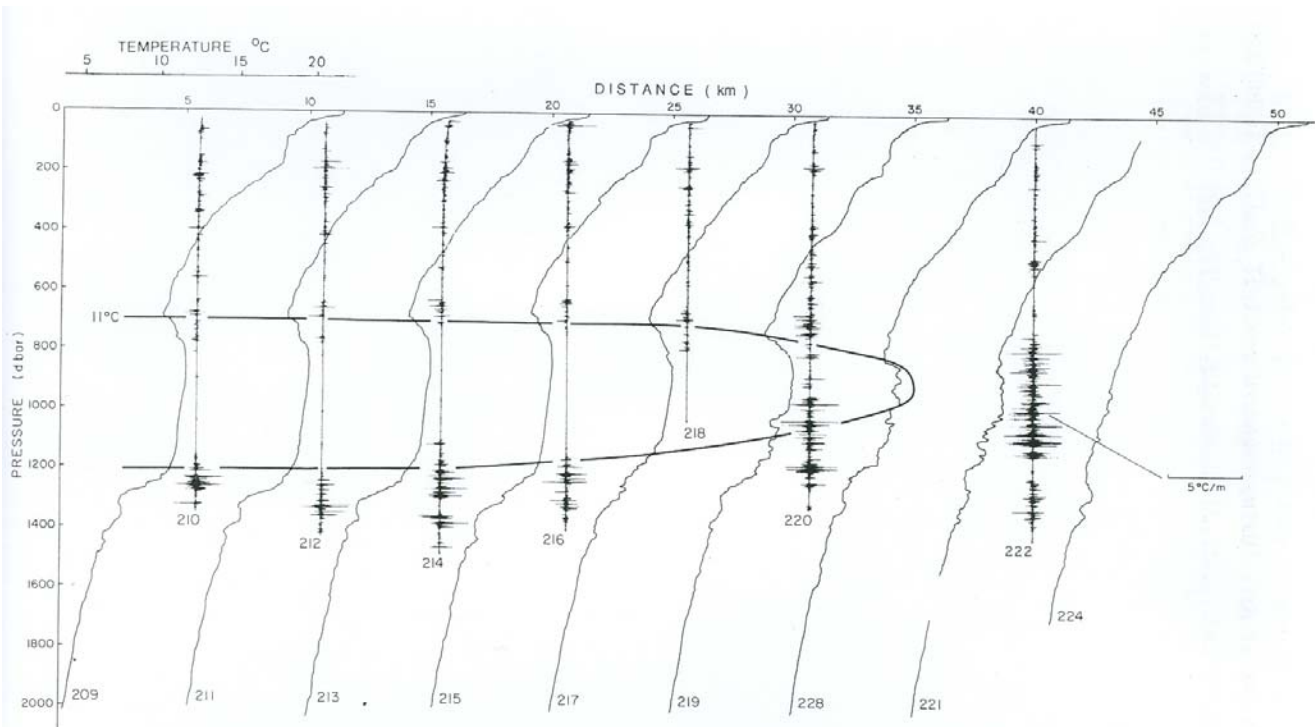 TEMPERATURE °C
5 10 15 20
DISTANCE (km)
0 5 10 15 20 25 30 35 40 45 50
200
400
600
11°C
800
PRESSURE (dbar)
1000
218
1200
5°C/m
210 212 214 216 220 222
1400
1600
224
1800
2000
209 211 213 215 217 219 228 221